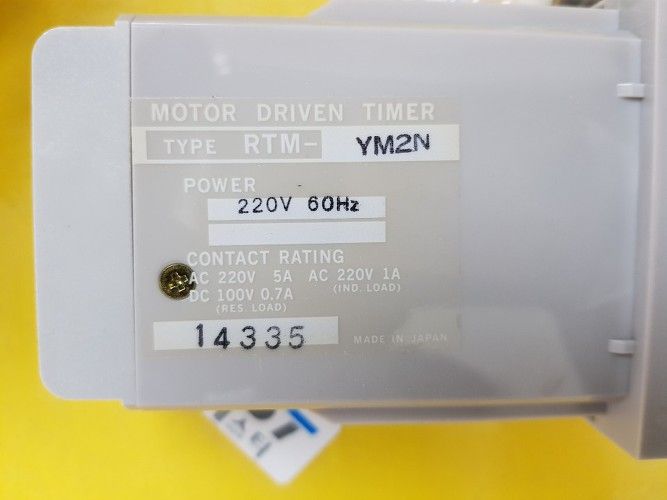 MOTOR DRIVEN TIMER
TYPE RTM- YM2N
POWER
220V 60Hz
CONTACT RATING
AC 220V 5A AC 220V 1A
DC 100V 0.7A (IND. LOAD)
(RES. LOAD)
14335 MADE IN JAPAN